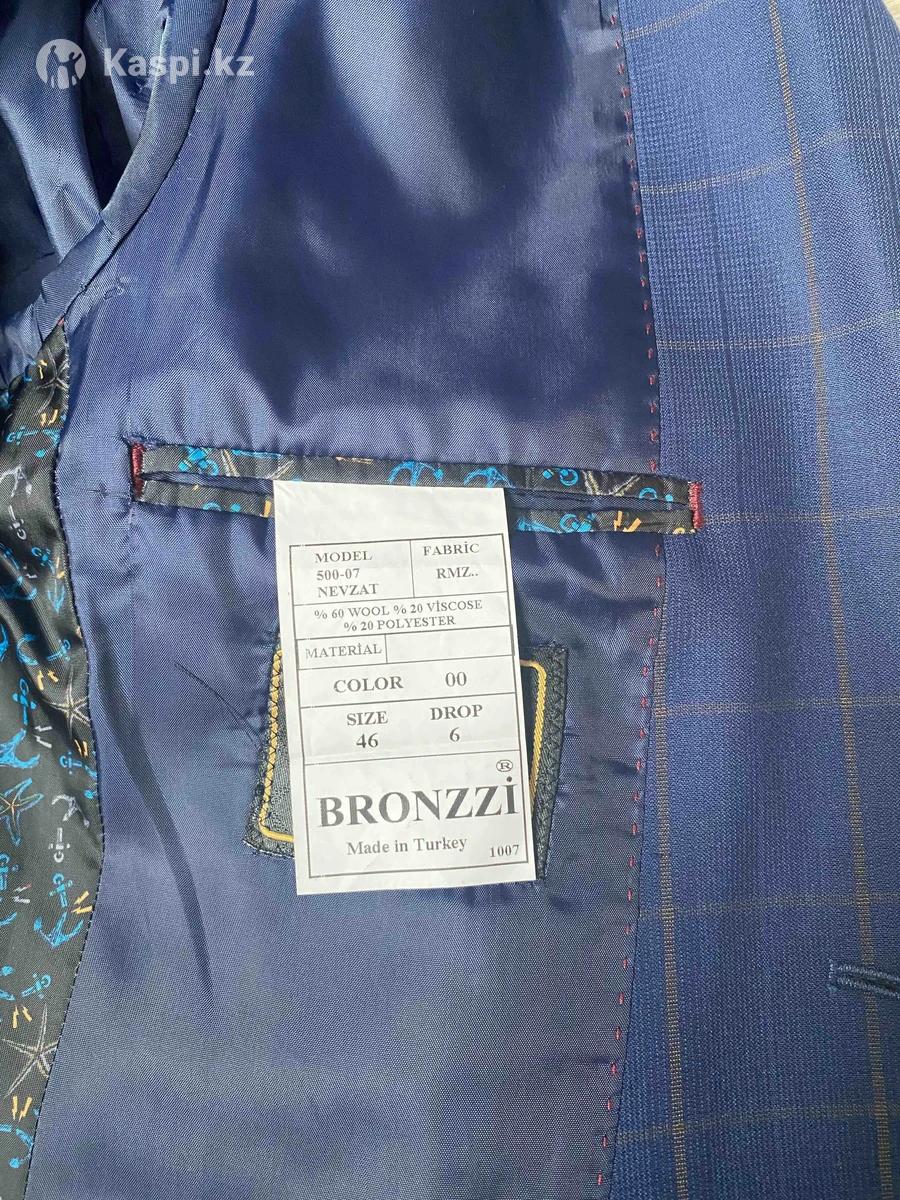 Kaspi.kz
MODEL
500-07
NEVZAT
FABRİC
RMZ..
% 60 WOOL % 20 VİSCOSE
% 20 POLYESTER
MATERİAL
COLOR 00
SIZE DROP
46 6
®
BRONZZİ
Made in Turkey 1007